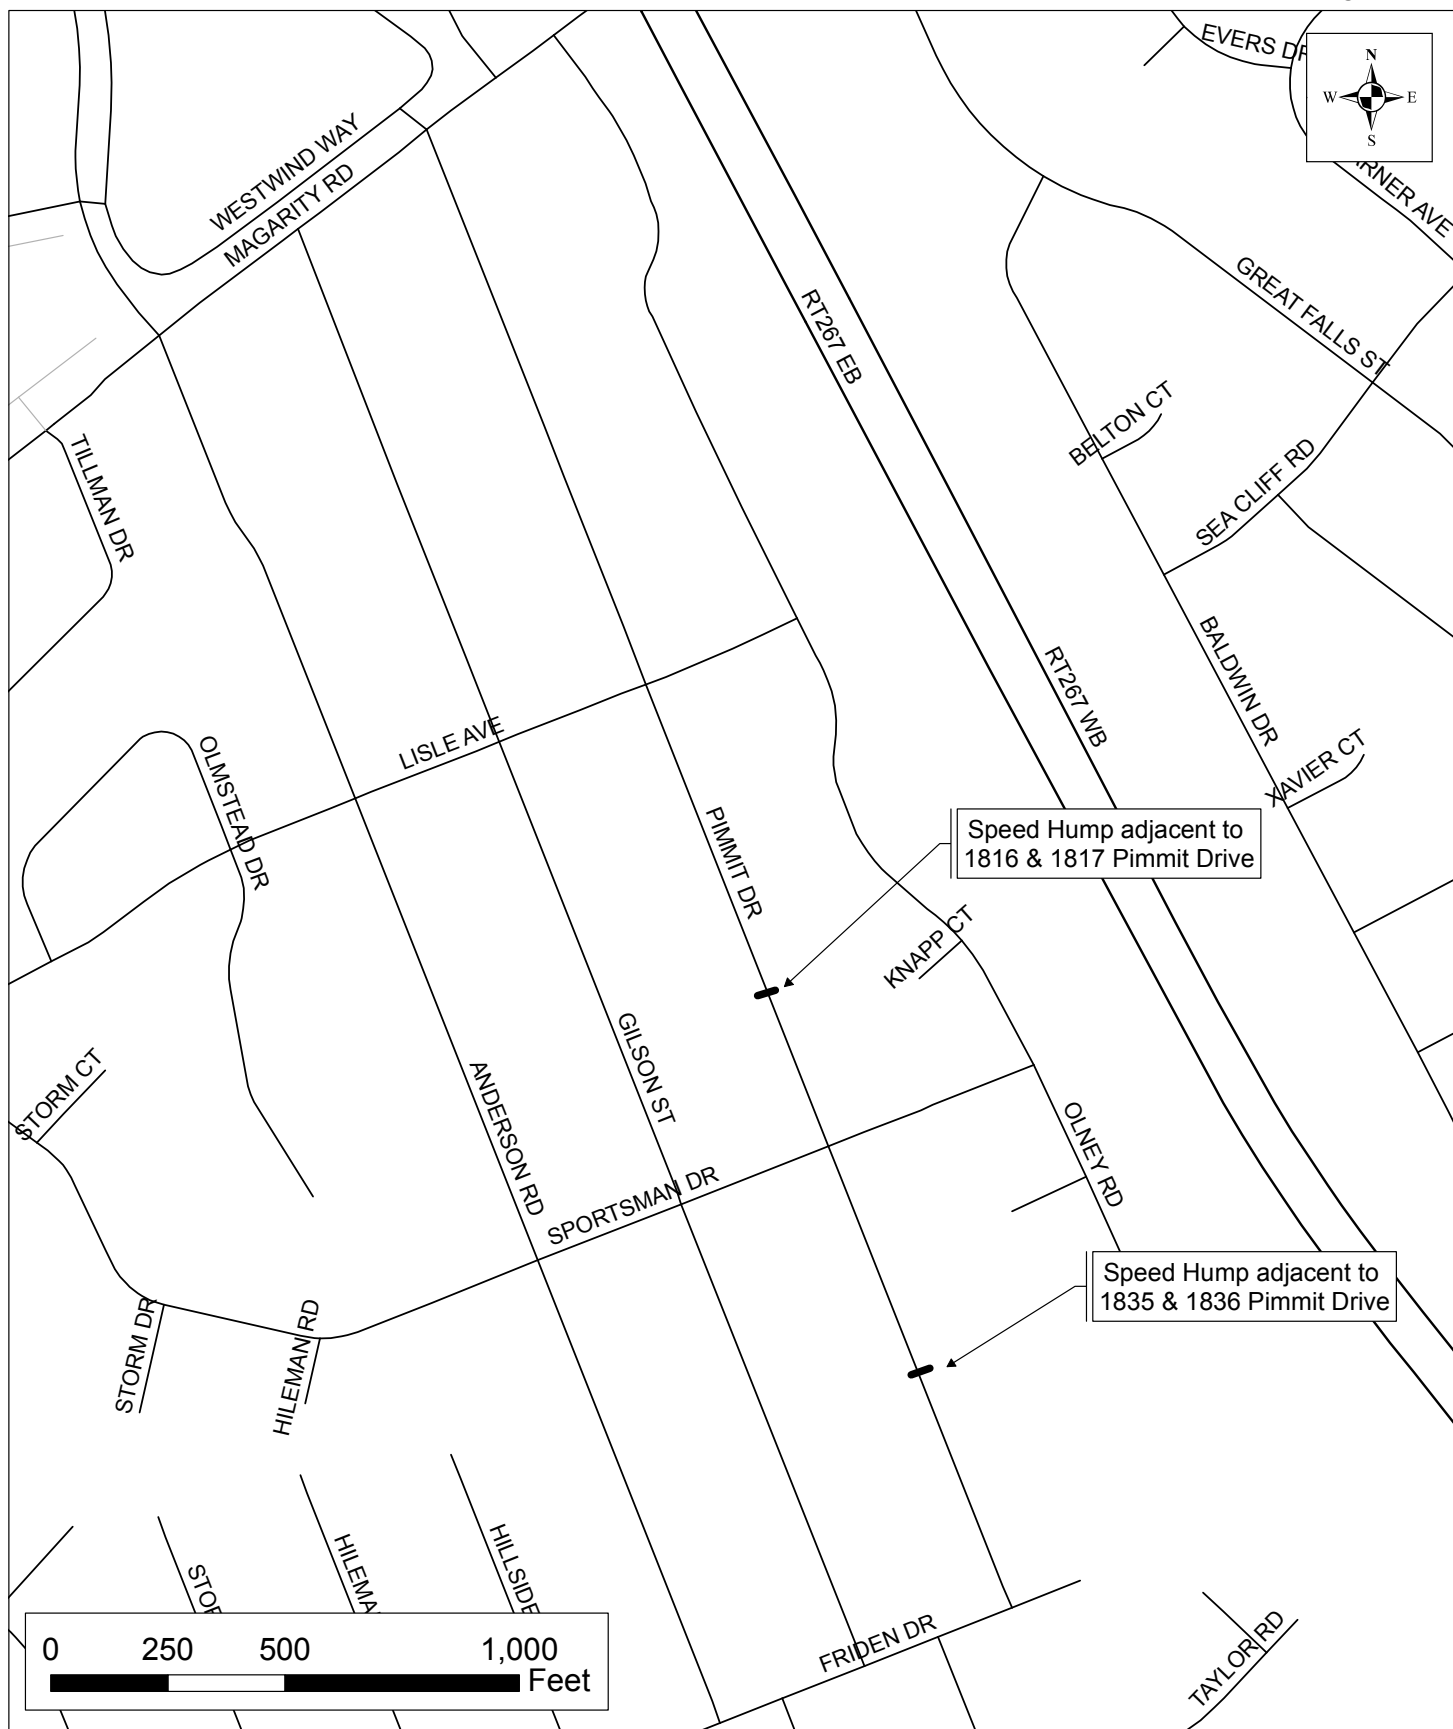 EVERS DR
N
W
E
S
WESTWIND WAY
MAGARITY RD
GREAT FALLS ST
RT267 EB
BELTON CT
SEA CLIFF RD
TILLMAN DR
BALDWIN DR
RT267 WB
XAVIER CT
LISLE AVE
OLMSTEAD DR
PIMMIT DR
Speed Hump adjacent to
1816 & 1817 Pimmit Drive
KNAPP CT
GILSON ST
STORM CT
ANDERSON RD
OLNEY RD
SPORTSMAN DR
Speed Hump adjacent to
1835 & 1836 Pimmit Drive
STORM DR
HILEMAN RD
HILLSIDE
FRIDEN DR
TAYLOR RD
0 250 500 1,000
Feet